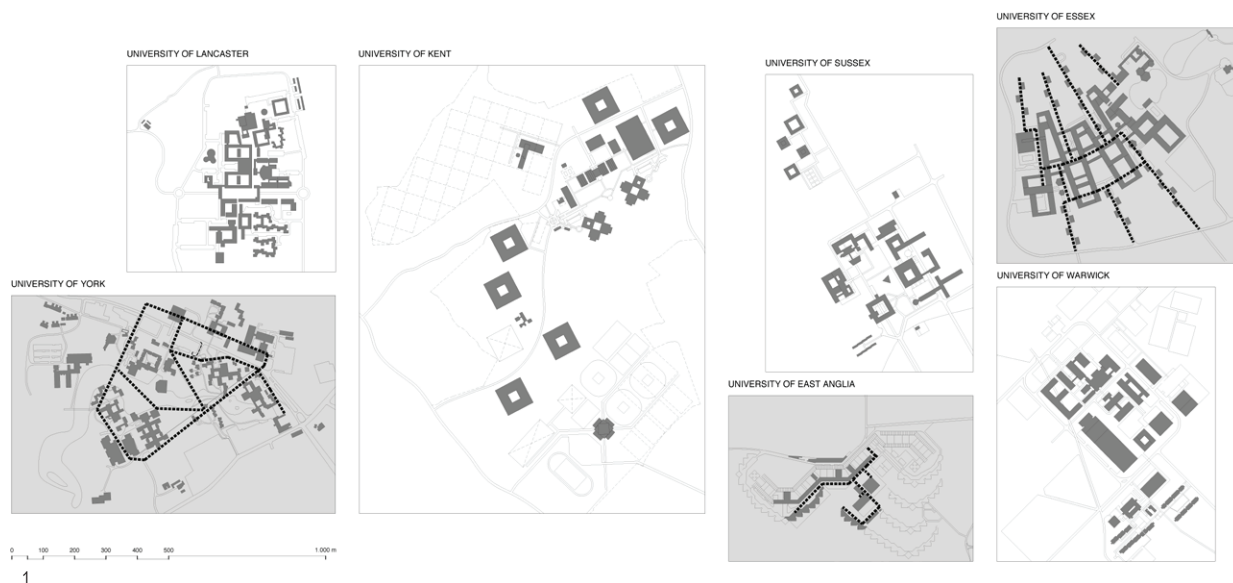 UNIVERSITY OF ESSEX
UNIVERSITY OF LANCASTER
UNIVERSITY OF KENT
UNIVERSITY OF SUSSEX
UNIVERSITY OF YORK
UNIVERSITY OF WARWICK
UNIVERSITY OF EAST ANGLIA
0 100 200 300 400 500 1.000 m
1